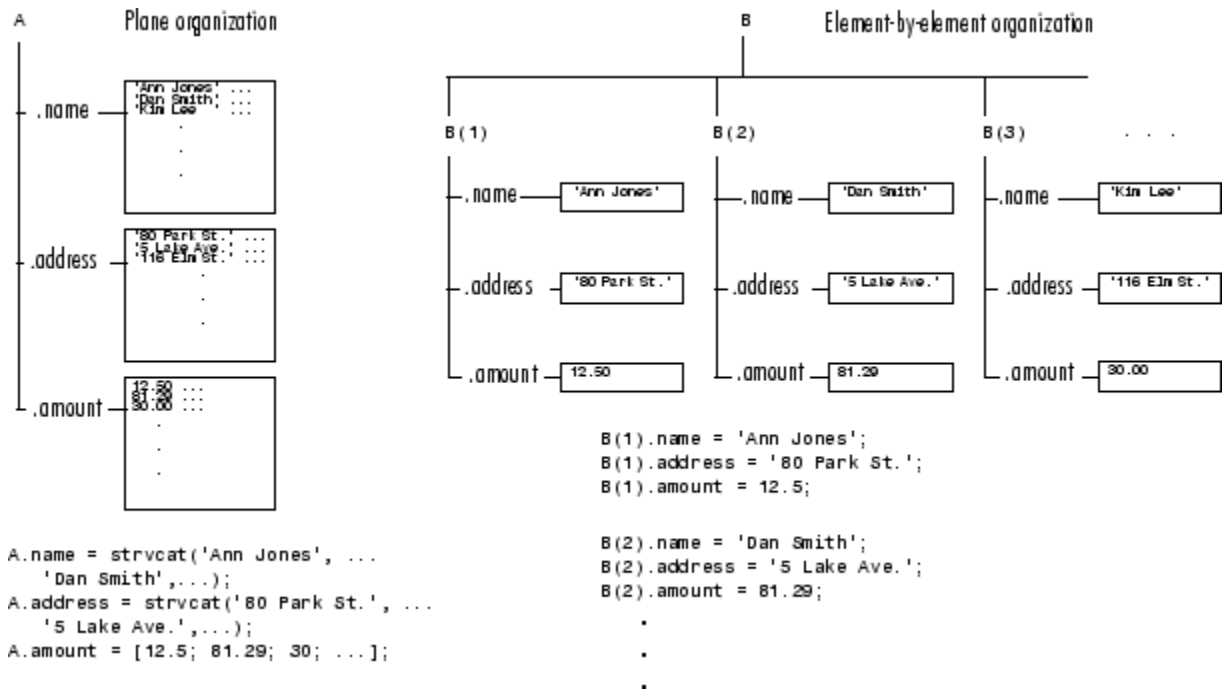 A
Plane organization
.name
'Ann Jones' ...
'Dan Smith' ...
'Kim Lee' ...
.
.
.
.address
'80 Park St.' ...
'5 Lake Ave.' ...
'116 Elm St.' ...
.
.
.
.amount
12.50 ...
81.29 ...
30.00 ...
.
.
.
A.name = strvcat('Ann Jones', ...
'Dan Smith',...);
A.address = strvcat('80 Park St.', ...
'5 Lake Ave.',...);
A.amount = [12.5; 81.29; 30; ...];
B
Element-by-element organization
B(1)
.name
'Ann Jones'
.address
'80 Park St.'
.amount
12.50
B(2)
.name
'Dan Smith'
.address
'5 Lake Ave.'
.amount
81.29
B(3)
. . .
.name
'Kim Lee'
.address
'116 Elm St.'
.amount
30.00
B(1).name = 'Ann Jones';
B(1).address = '80 Park St.';
B(1).amount = 12.5;
B(2).name = 'Dan Smith';
B(2).address = '5 Lake Ave.';
B(2).amount = 81.29;
.
.
.